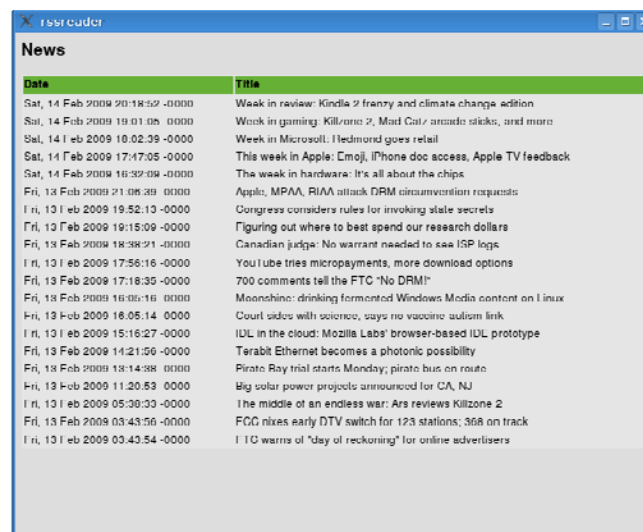 rssreader
News
Date Title
Sat, 14 Feb 2009 20:18:52 -0000 Week in review: Kindle 2 frenzy and climate change edition
Sat, 14 Feb 2009 19:01:05 -0000 Week in gaming: Killzone 2, Mad Catz arcade sticks, and more
Sat, 14 Feb 2009 18:02:39 -0000 Week in Microsoft: Redmond goes retail
Sat, 14 Feb 2009 17:47:05 -0000 This week in Apple: Emoji, iPhone doc access, Apple TV feedback
Sat, 14 Feb 2009 16:32:09 -0000 The week in hardware: It's all about the chips
Fri, 13 Feb 2009 21:06:39 -0000 Apple, MPAA, RIAA attack DRM circumvention requests
Fri, 13 Feb 2009 19:52:13 -0000 Congress considers rules for invoking state secrets
Fri, 13 Feb 2009 19:15:09 -0000 Figuring out where to best spend our research dollars
Fri, 13 Feb 2009 18:38:21 -0000 Canadian judge: No warrant needed to see ISP logs
Fri, 13 Feb 2009 17:56:16 -0000 YouTube tries micropayments, more download options
Fri, 13 Feb 2009 17:18:35 -0000 700 comments tell the FTC "No DRM!"
Fri, 13 Feb 2009 16:05:16 -0000 Moonshine: drinking fermented Windows Media content on Linux
Fri, 13 Feb 2009 16:05:14 -0000 Court sides with science, says no vaccine-autism link
Fri, 13 Feb 2009 15:16:27 -0000 IDE in the cloud: Mozilla Labs' browser-based IDE prototype
Fri, 13 Feb 2009 14:21:56 -0000 Terabit Ethernet becomes a photonic possibility
Fri, 13 Feb 2009 13:14:38 -0000 Pirate Bay trial starts Monday; pirate bus en route
Fri, 13 Feb 2009 11:20:53 -0000 Big solar power projects announced for CA, NJ
Fri, 13 Feb 2009 05:38:33 -0000 The middle of an endless war: Ars reviews Killzone 2
Fri, 13 Feb 2009 03:43:56 -0000 FCC nixes early DTV switch for 123 stations; 368 on track
Fri, 13 Feb 2009 03:43:54 -0000 FTC warns of "day of reckoning" for online advertisers